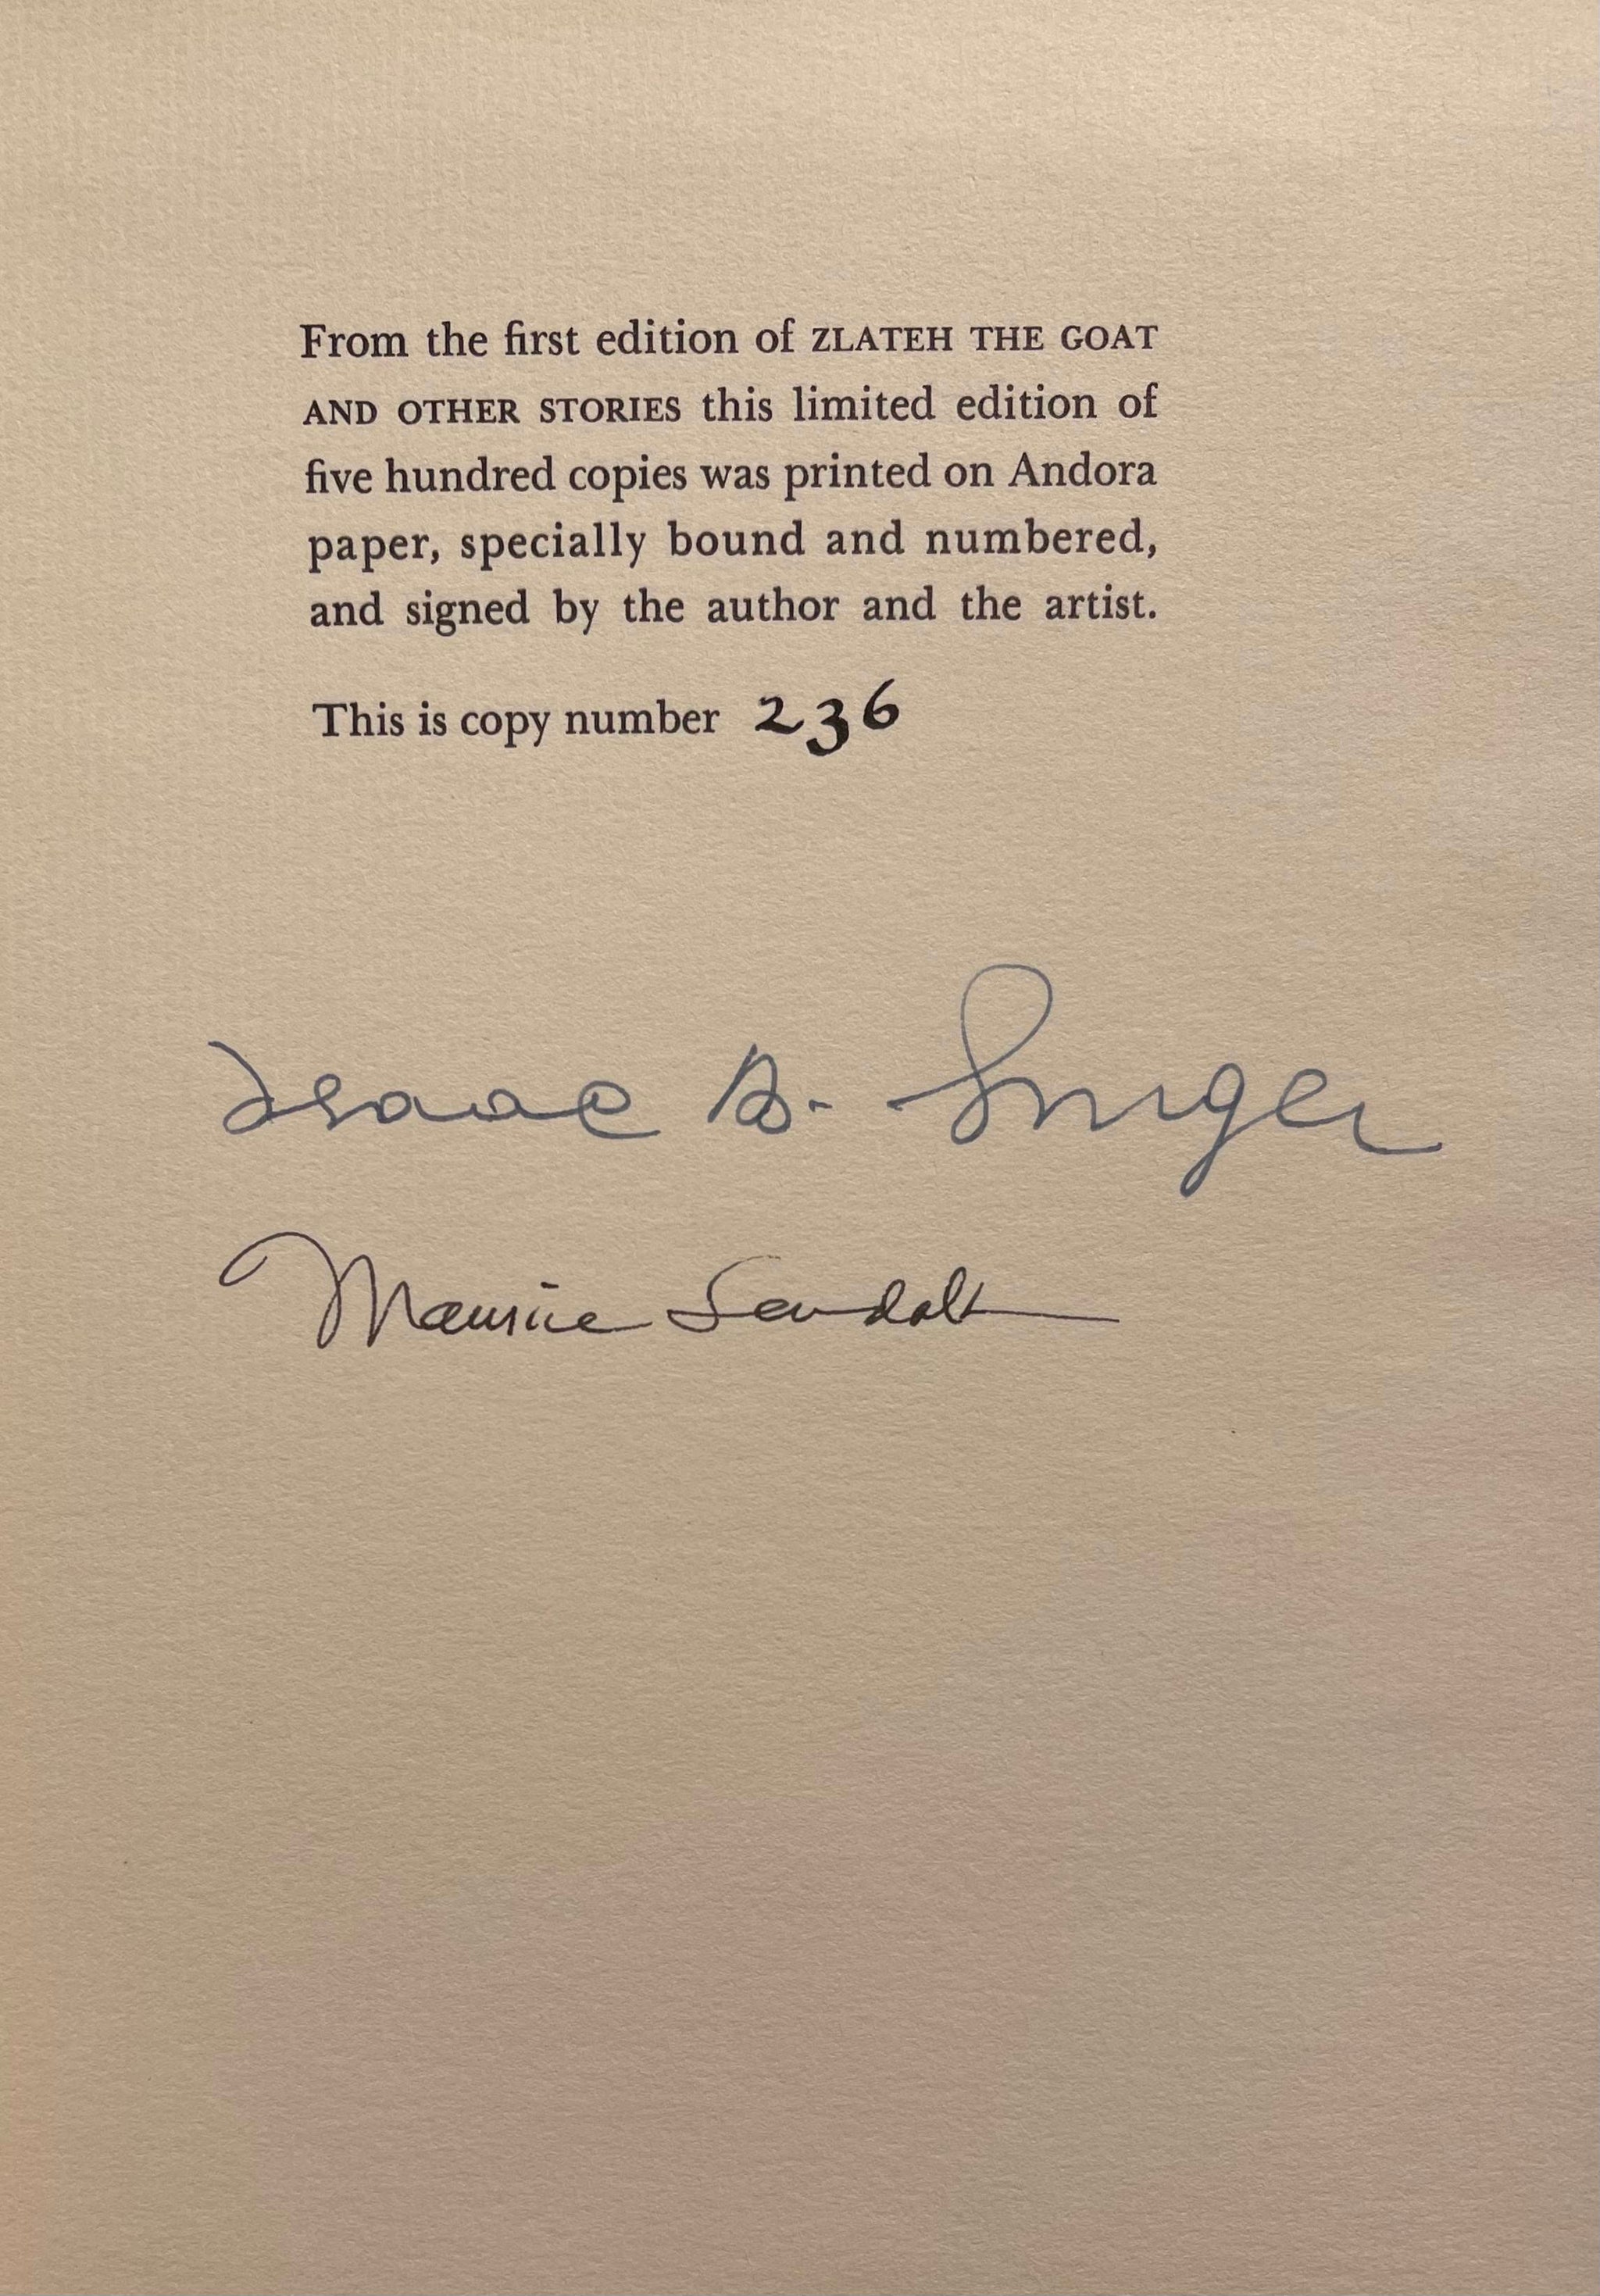 From the first edition of ZLATEH THE GOAT
AND OTHER STORIES this limited edition of
five hundred copies was printed on Andora
paper, specially bound and numbered,
and signed by the author and the artist.
This is copy number 236
Isaac B. Singer
Maurice Sendak